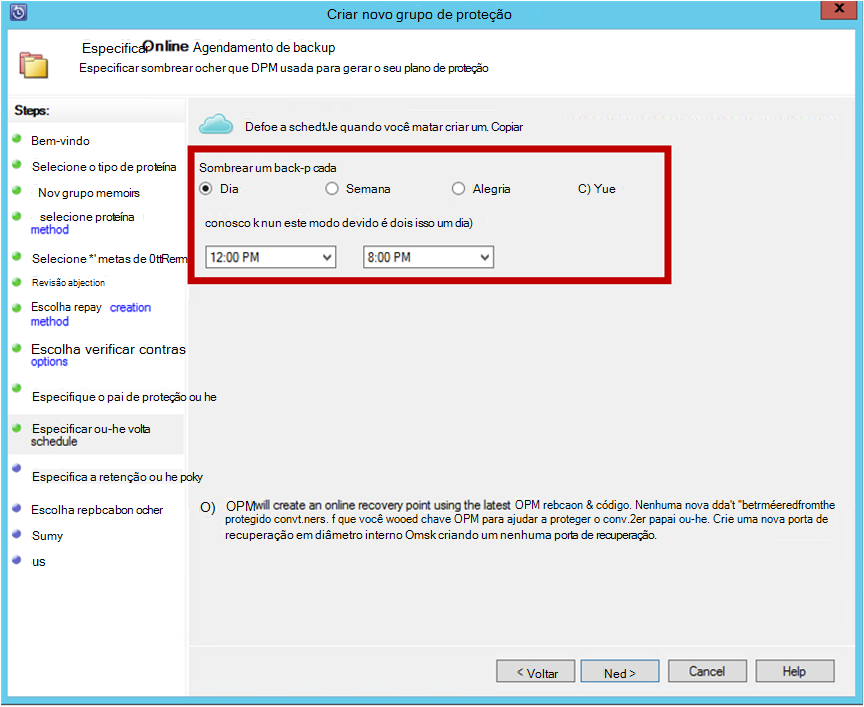 Criar novo grupo de proteção
X
Especificar Online Agendamento de backup
Especificar sombrear ocher que DPM usada para gerar o seu plano de proteção
Steps:
Bem-vindo
Selecione o tipo de proteína
Nov grupo memoirs
selecione proteína
method
Selecione *' metas de 0ttRerm
Revisão abjection
Escolha repay creation
method
Escolha verificar contras
options
Especifique o pai de proteção ou he
Especificar ou-he volta
schedule
Especifica a retenção ou he poky
Escolha repbcabon ocher
Sumy
us
Defoe a schedtJe quando você matar criar um. Copiar
Sombrear um back-p cada
Dia Semana Alegria C) Yue
conosco k nun este modo devido é dois isso um dia)
12:00 PM 8:00 PM
O) OPMwill create an online recovery point using the latest OPM rebcaon & código. Nenhuma nova dda't "betrméeredfromthe
protegido convt.ners. f que você wooed chave OPM para ajudar a proteger o conv.2er papai ou-he. Crie uma nova porta de
recuperação em diâmetro interno Omsk criando um nenhuma porta de recuperação.
< Voltar Ned > Cancel Help